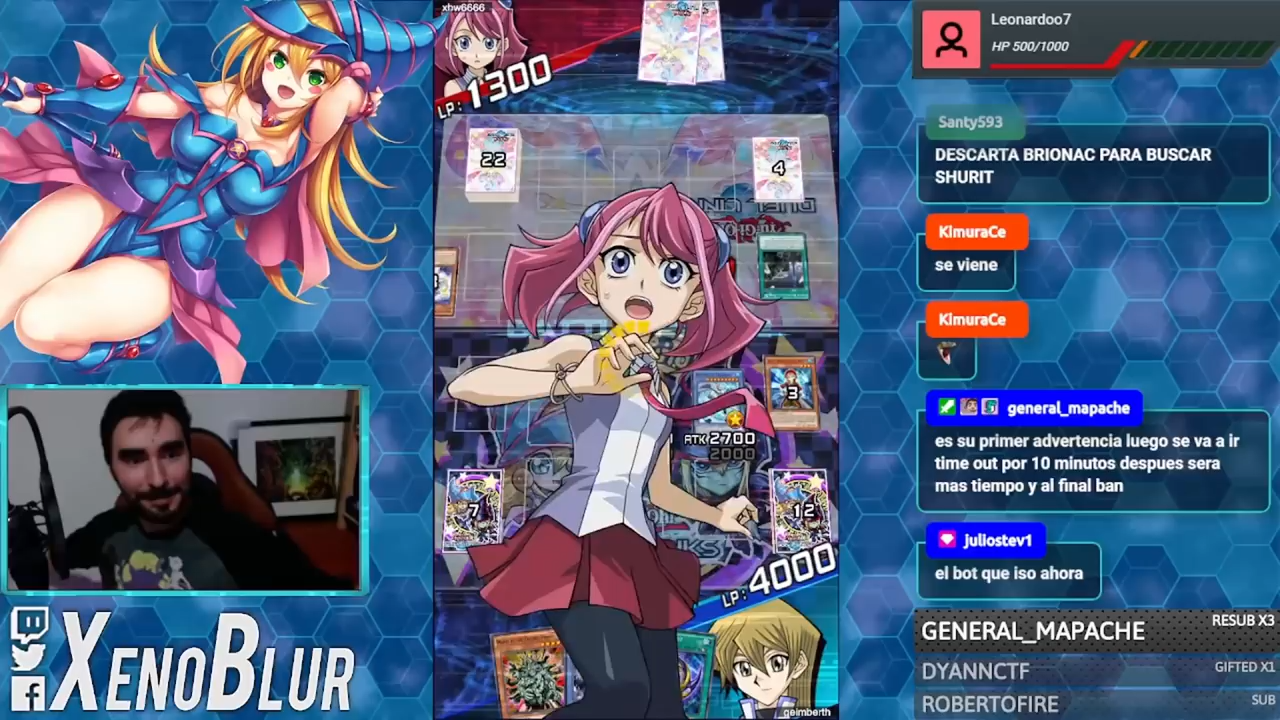 xhw6666
LP: 1300
22
4
3
ATK 2700
2000
7
12
LP: 4000
geimberth
XENOBLUR
Leonardoo7
HP 500/1000
Santy593
DESCARTA BRIONAC PARA BUSCAR
SHURIT
KimuraCe
se viene
KimuraCe
general_mapache
es su primer advertencia luego se va a ir
time out por 10 minutos despues sera
mas tiempo y al final ban
juliostev1
el bot que iso ahora
GENERAL_MAPACHE RESUB X3
DYANNCTF GIFTED X1
ROBERTOFIRE SUB